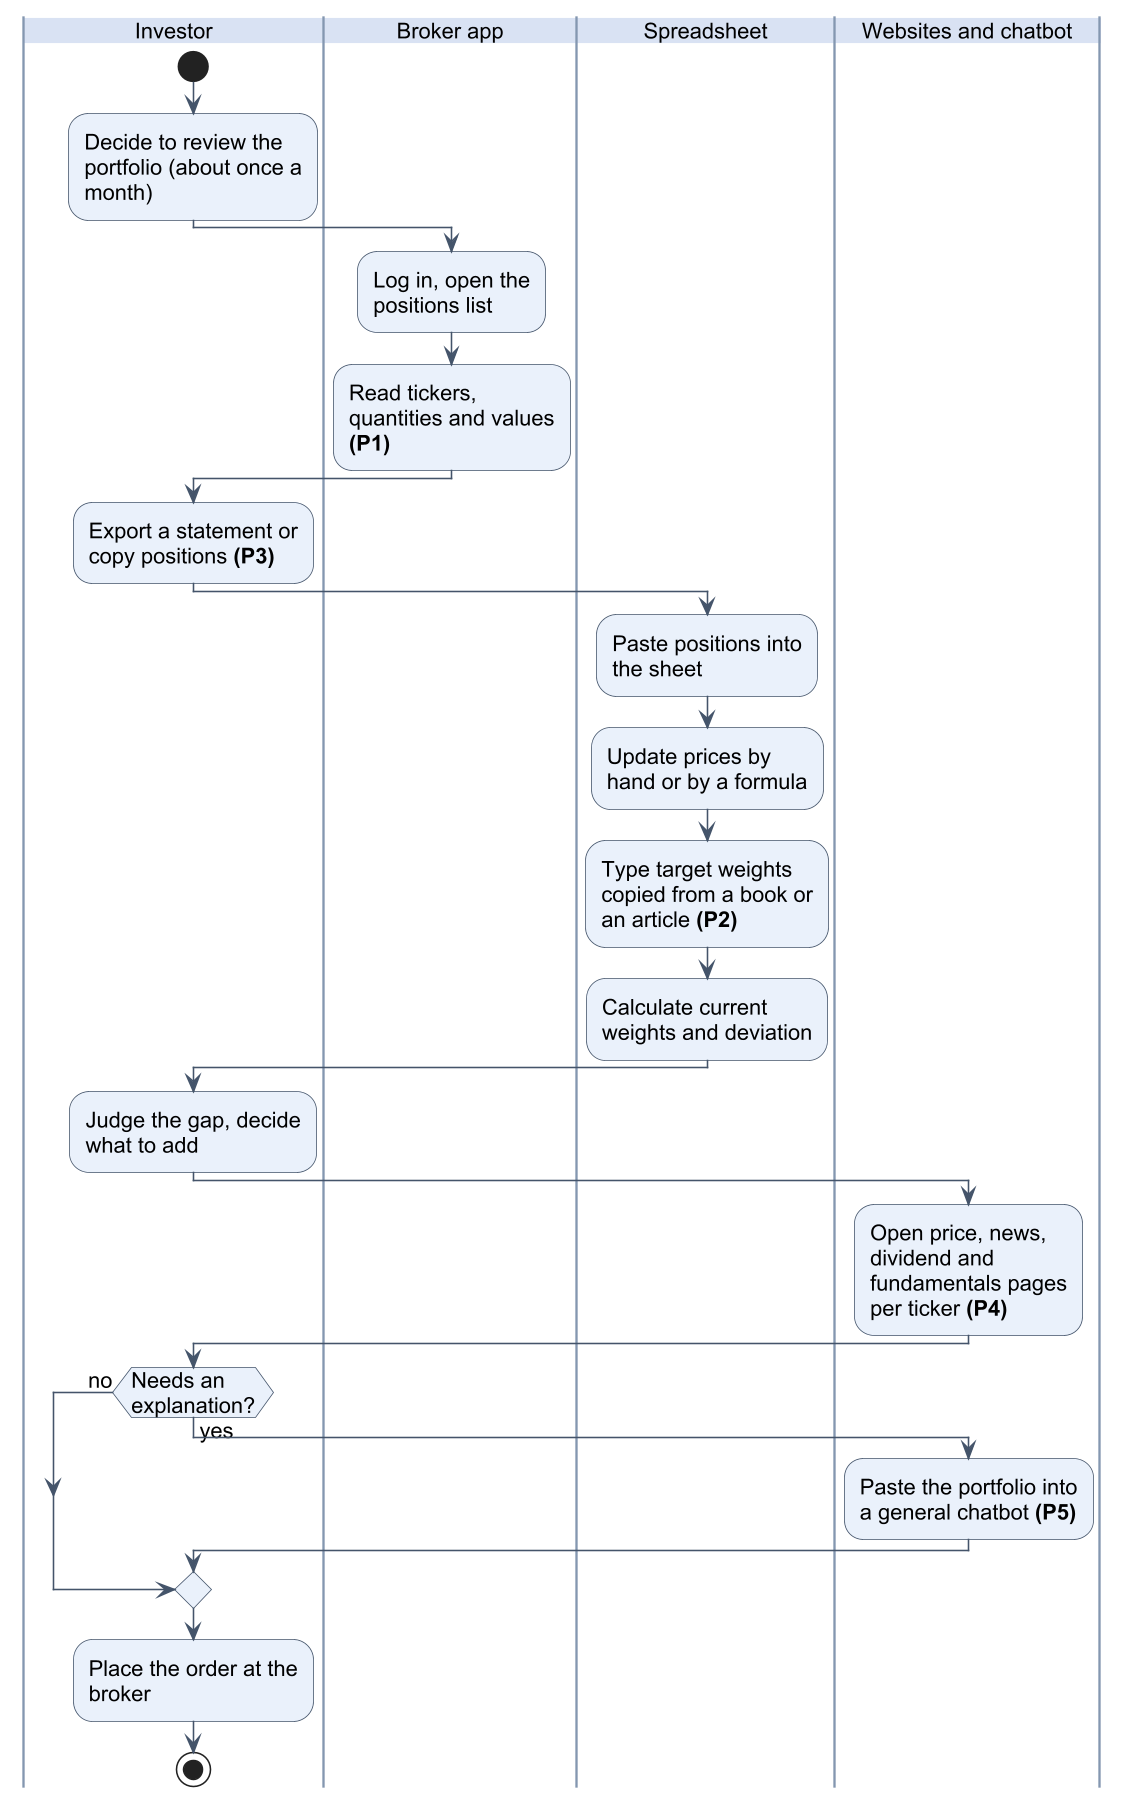 Investor
Broker app
Spreadsheet
Websites and chatbot
Decide to review the
portfolio (about once a
month)
Log in, open the
positions list
Read tickers,
quantities and values
(P1)
Export a statement or
copy positions (P3)
Paste positions into
the sheet
Update prices by
hand or by a formula
Type target weights
copied from a book or
an article (P2)
Calculate current
weights and deviation
Judge the gap, decide
what to add
Open price, news,
dividend and
fundamentals pages
per ticker (P4)
no
Needs an
explanation?
yes
Paste the portfolio into
a general chatbot (P5)
Place the order at the
broker